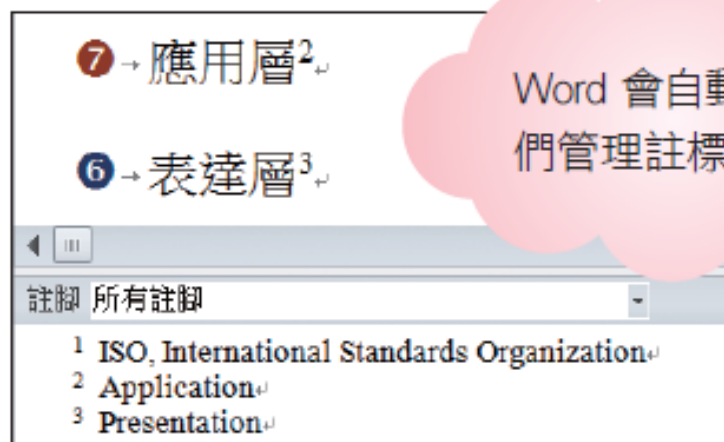 ❼→應用層²↵
Word 會自動
們管理註標
❻→表達層³↵
註腳 所有註腳
1 ISO, International Standards Organization↵
2 Application↵
3 Presentation↵